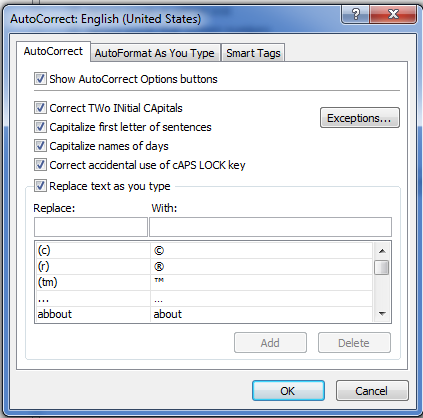 AutoCorrect: English (United States)
AutoCorrect AutoFormat As You Type Smart Tags
Show AutoCorrect Options buttons
Correct TWo INitial CApitals
Exceptions...
Capitalize first letter of sentences
Capitalize names of days
Correct accidental use of cAPS LOCK key
Replace text as you type
Replace: With:
(c) ©
(r) ®
(tm) ™
... …
abbout about
Add Delete
OK Cancel